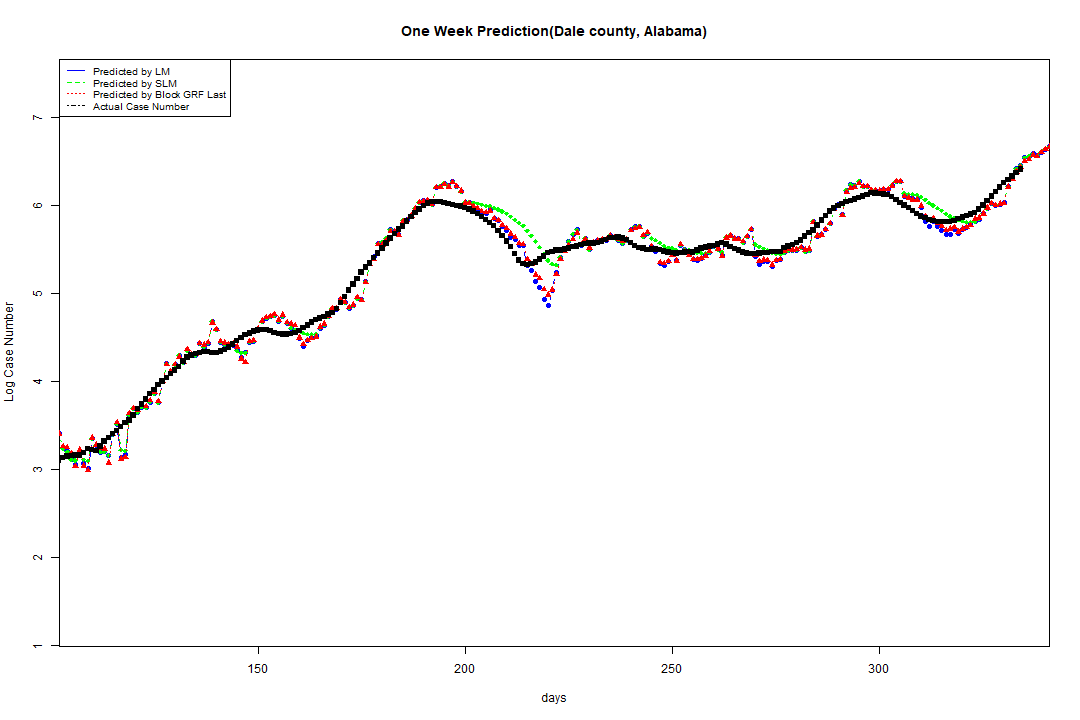 One Week Prediction(Dale county, Alabama)
Predicted by LM
Predicted by SLM
Predicted by Block GRF Last
Actual Case Number
7
6
5
4
3
2
1
Log Case Number
150 200 250 300
days